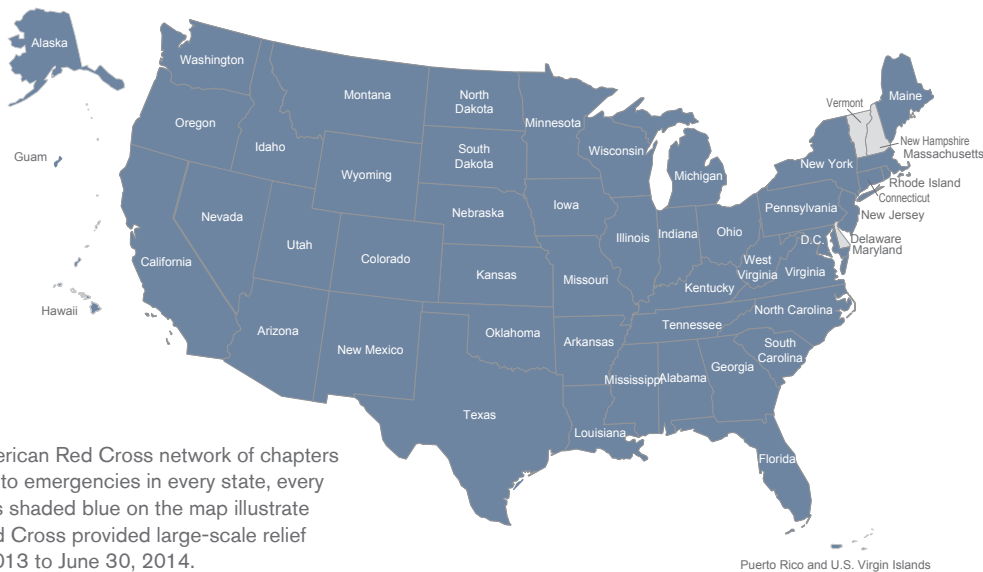 Alaska
Washington
Montana
North
Dakota
Minnesota
Maine
Vermont
New Hampshire
Massachusetts
Oregon
Idaho
South
Dakota
Wisconsin
Michigan
New York
Rhode Island
Connecticut
Guam
Wyoming
Nebraska
Iowa
Pennsylvania
New Jersey
Nevada
Utah
Colorado
Illinois
Indiana
Ohio
D.C.
Delaware
Maryland
California
Kansas
Missouri
West
Virginia
Virginia
Kentucky
Hawaii
Arizona
New Mexico
Oklahoma
Arkansas
Tennessee
North Carolina
South
Carolina
Mississippi
Alabama
Georgia
Texas
Louisiana
Florida
erican Red Cross network of chapters
to emergencies in every state, every
s shaded blue on the map illustrate
d Cross provided large-scale relief
013 to June 30, 2014.
Puerto Rico and U.S. Virgin Islands